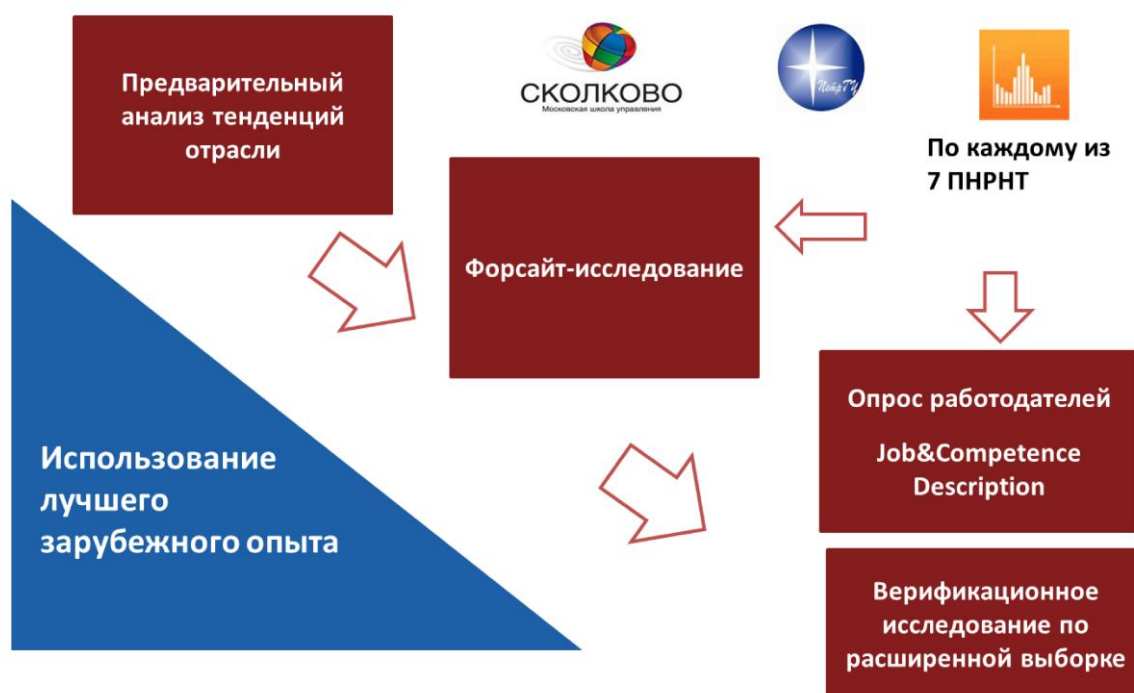 Предварительный
анализ тенденций
отрасли
СКОЛКОВО
Московская школа управления
ПетрГУ
По каждому из
7 ПНРНТ
Форсайт-исследование
Использование
лучшего
зарубежного опыта
Опрос работодателей
Job&Competence
Description
Верификационное
исследование по
расширенной выборке